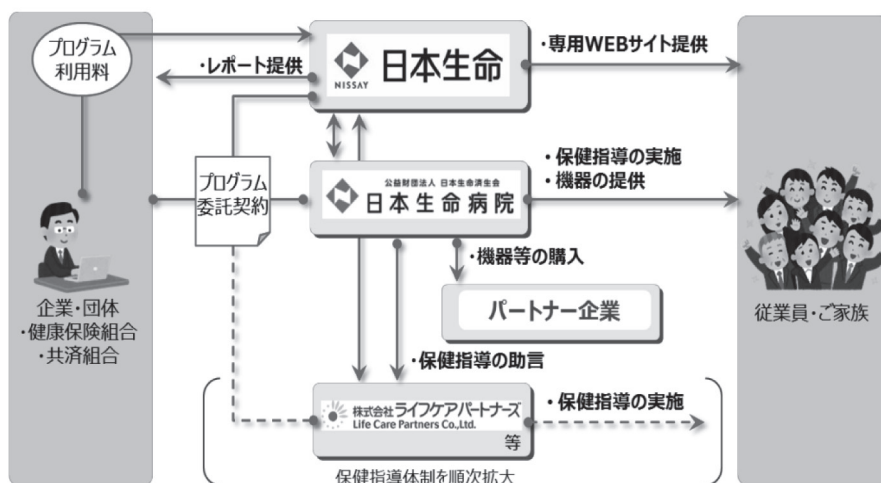 プログラム
利用料
・レポート提供
NISSAY
日本生命
・専用WEBサイト提供
プログラム
委託契約
公益財団法人 日本生命済生会
日本生命病院
・保健指導の実施
・機器の提供
・機器等の購入
パートナー企業
企業・団体
・健康保険組合
・共済組合
従業員・ご家族
・保健指導の助言
株式会社ライフケアパートナーズ
Life Care Partners Co.,Ltd.
等
・保健指導の実施
保健指導体制を順次拡大